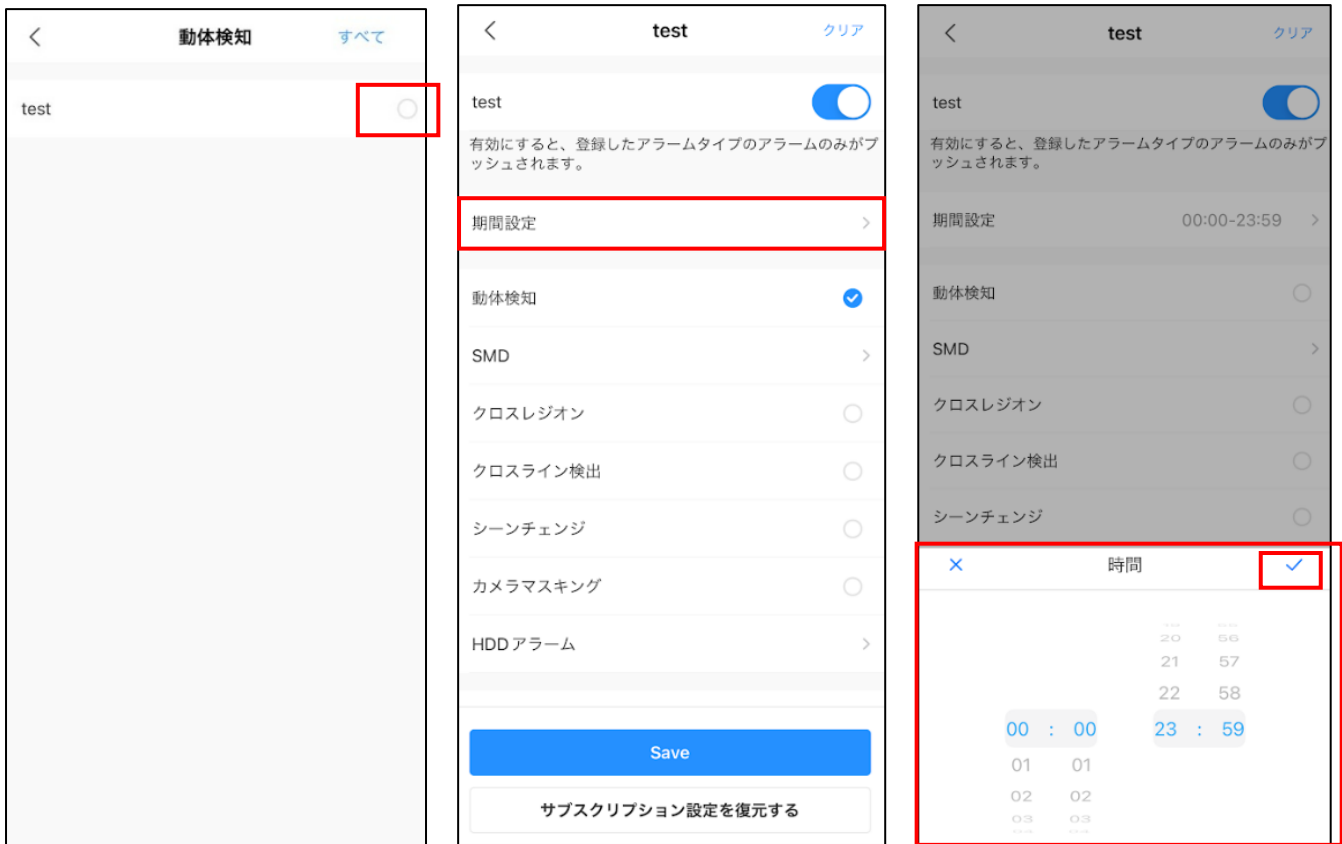 動体検知
すべて
test
test
クリア
test
有効にすると、登録したアラームタイプのアラームのみがプ
ッシュされます。
期間設定
動体検知
SMD
クロスレジオン
クロスライン検出
シーンチェンジ
カメラマスキング
HDDアラーム
Save
サブスクリプション設定を復元する
test
クリア
test
有効にすると、登録したアラームタイプのアラームのみがプ
ッシュされます。
期間設定 00:00-23:59
動体検知
SMD
クロスレジオン
クロスライン検出
シーンチェンジ
時間
20 56
21 57
22 58
00 : 00 23 : 59
01 01
02 02
03 03